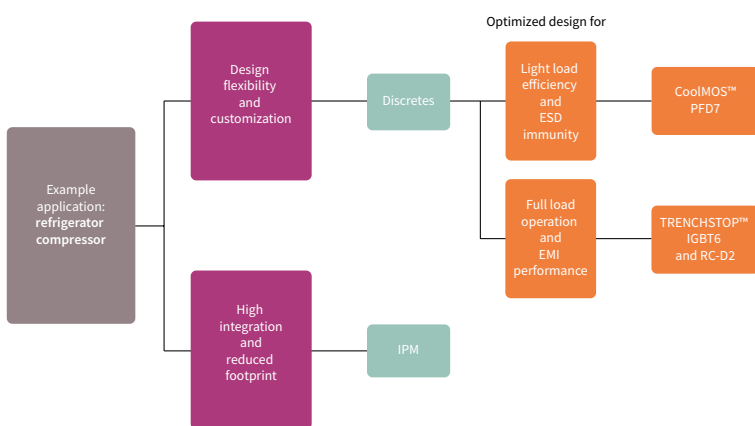 Optimized design for
Example
application:
refrigerator
compressor
Design
flexibility
and
customization
Discretes
Light load
efficiency
and
ESD
immunity
CoolMOS™
PFD7
Full load
operation
and
EMI
performance
TRENCHSTOP™
IGBT6
and RC-D2
High
integration
and
reduced
footprint
IPM